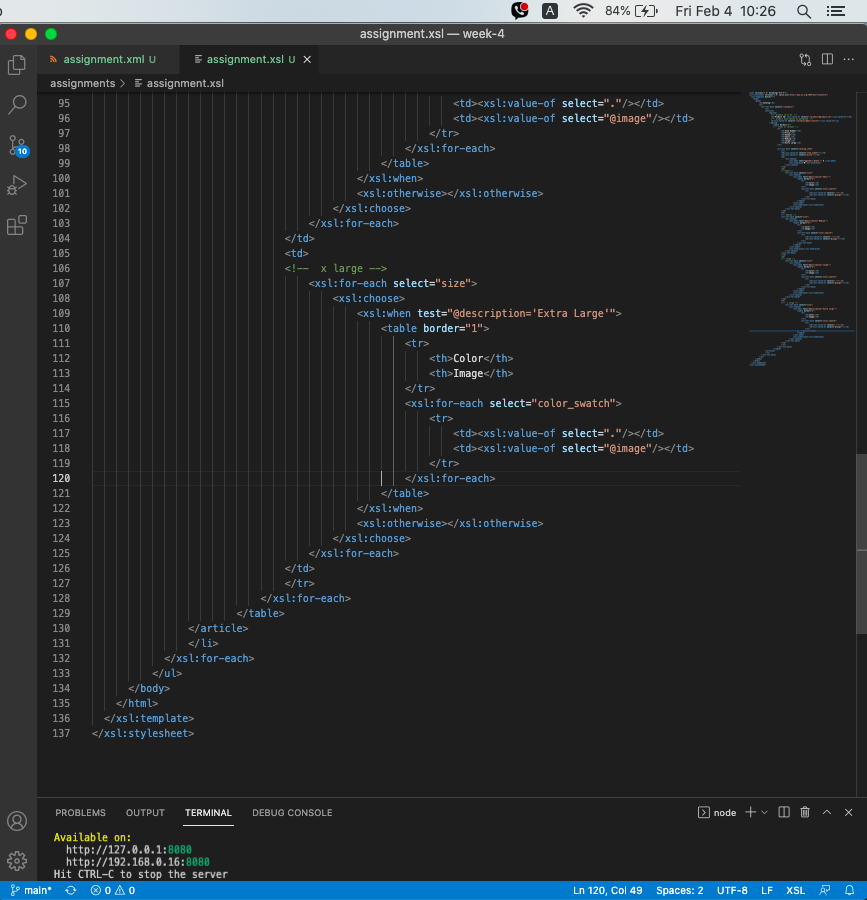 A 84% Fri Feb 4 10:26
assignment.xsl — week-4
assignment.xml U assignment.xsl U
assignments > assignment.xsl
95 <td><xsl:value-of select="."/></td>
96 <td><xsl:value-of select="@image"/></td>
97 </tr>
98 </xsl:for-each>
99 </table>
100 </xsl:when>
101 <xsl:otherwise></xsl:otherwise>
102 </xsl:choose>
103 </xsl:for-each>
104 </td>
105 <td>
106 <!--  x large -->
107 <xsl:for-each select="size">
108 <xsl:choose>
109 <xsl:when test="@description='Extra Large'">
110 <table border="1">
111 <tr>
112 <th>Color</th>
113 <th>Image</th>
114 </tr>
115 <xsl:for-each select="color_swatch">
116 <tr>
117 <td><xsl:value-of select="."/></td>
118 <td><xsl:value-of select="@image"/></td>
119 </tr>
120 </xsl:for-each>
121 </table>
122 </xsl:when>
123 <xsl:otherwise></xsl:otherwise>
124 </xsl:choose>
125 </xsl:for-each>
126 </td>
127 </tr>
128 </xsl:for-each>
129 </table>
130 </article>
131 </li>
132 </xsl:for-each>
133 </ul>
134 </body>
135 </html>
136 </xsl:template>
137 </xsl:stylesheet>
10
PROBLEMS OUTPUT TERMINAL DEBUG CONSOLE node
Available on:
http://127.0.0.1:8080
http://192.168.0.16:8080
Hit CTRL-C to stop the server
main* 0 0 Ln 120, Col 49 Spaces: 2 UTF-8 LF XSL